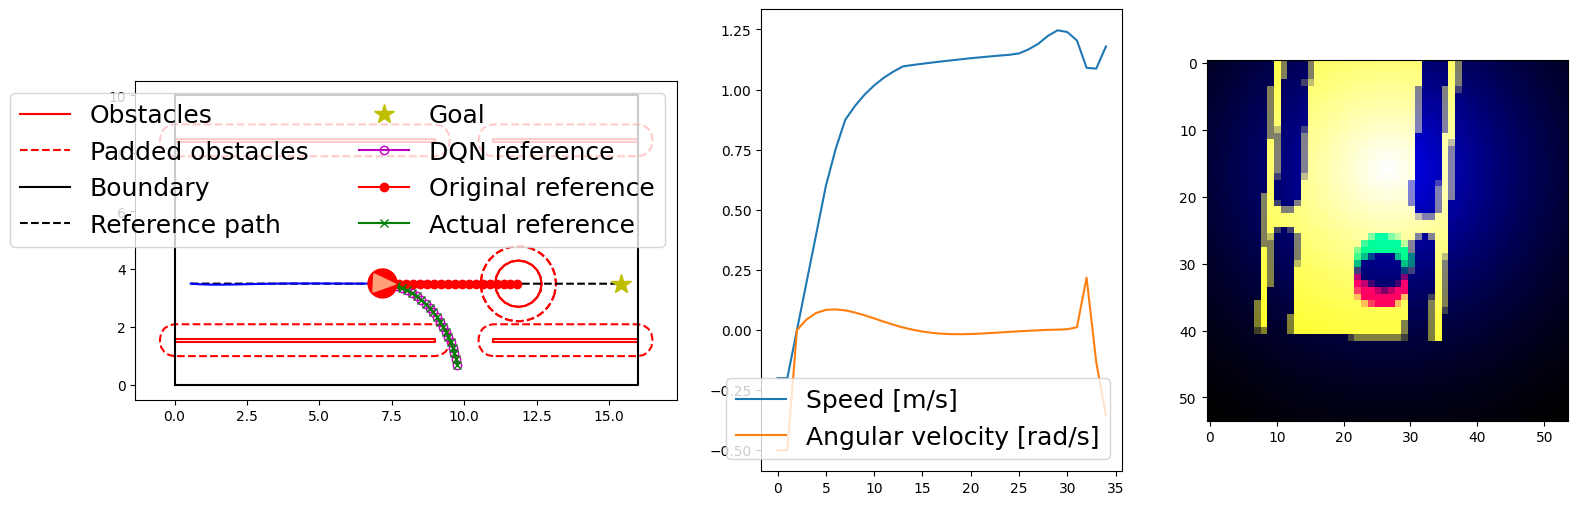 Obstacles
Padded obstacles
Boundary
Reference path
Goal
DQN reference
Original reference
Actual reference
10
8
6
4
2
0
0.0 2.5 5.0 7.5 10.0 12.5 15.0
1.25
1.00
0.75
0.50
0.25
0.00
−0.25
−0.50
Speed [m/s]
Angular velocity [rad/s]
0 5 10 15 20 25 30 35
0
10
20
30
40
50
0 10 20 30 40 50